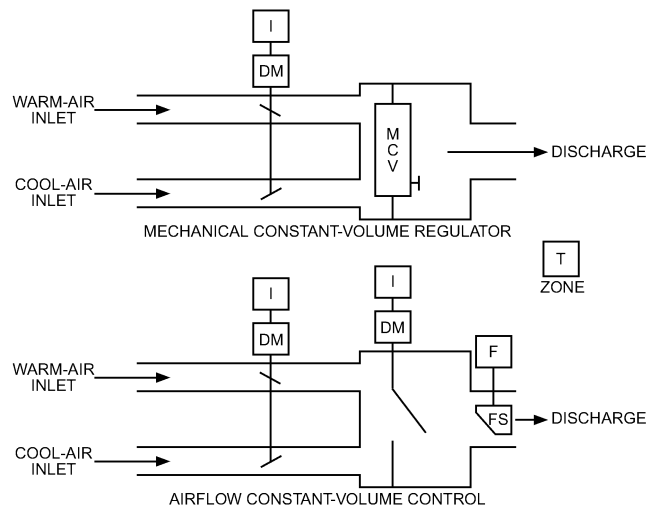 I
DM
WARM-AIR
INLET
M
C
V
DISCHARGE
COOL-AIR
INLET
MECHANICAL CONSTANT-VOLUME REGULATOR
T
ZONE
I
I
DM
DM
F
WARM-AIR
INLET
FS
DISCHARGE
COOL-AIR
INLET
AIRFLOW CONSTANT-VOLUME CONTROL